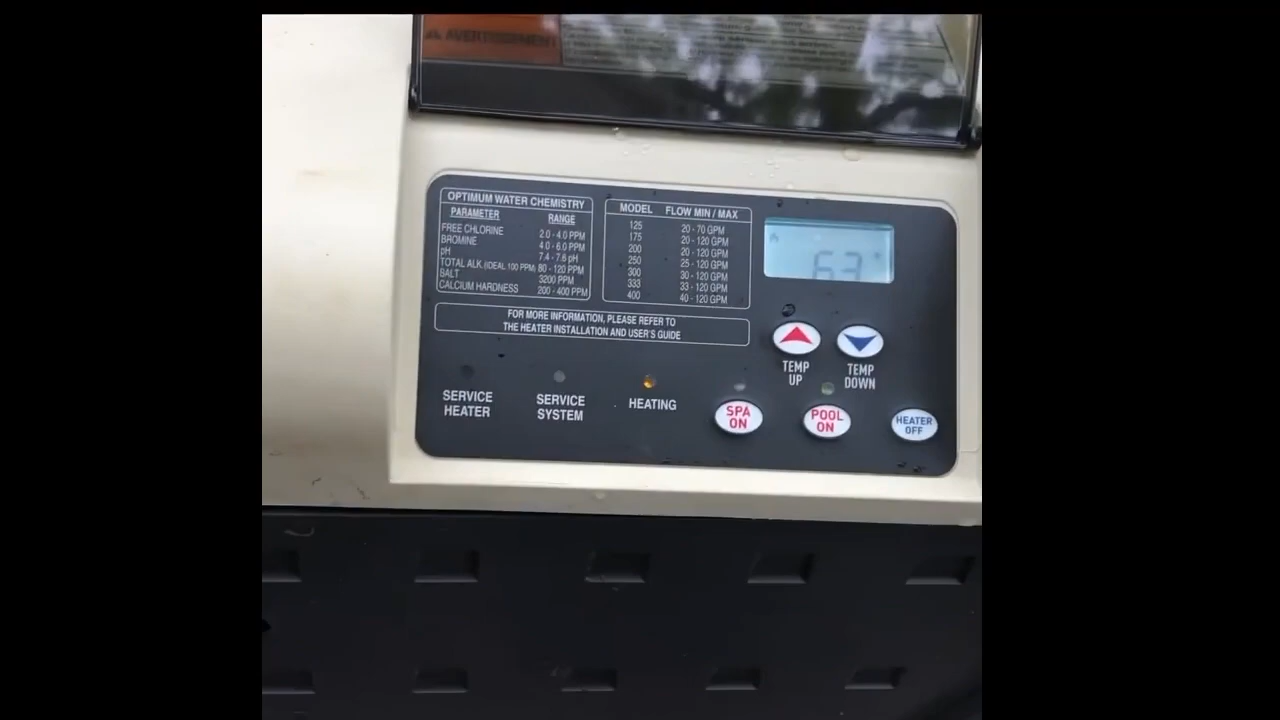 AVERTISSEMENT
OPTIMUM WATER CHEMISTRY
PARAMETER RANGE
FREE CHLORINE 2.0 - 4.0 PPM
BROMINE 4.0 - 6.0 PPM
pH 7.4 - 7.6 pH
TOTAL ALK. (IDEAL 100 PPM) 80 - 120 PPM
SALT 3200 PPM
CALCIUM HARDNESS 200 - 400 PPM
MODEL FLOW MIN / MAX
125 20 - 70 GPM
175 20 - 120 GPM
200 20 - 120 GPM
250 25 - 120 GPM
300 30 - 120 GPM
333 33 - 120 GPM
400 40 - 120 GPM
FOR MORE INFORMATION, PLEASE REFER TO
THE HEATER INSTALLATION AND USER'S GUIDE
63°
TEMP
UP
TEMP
DOWN
SERVICE
HEATER
SERVICE
SYSTEM
HEATING
SPA
ON
POOL
ON
HEATER
OFF